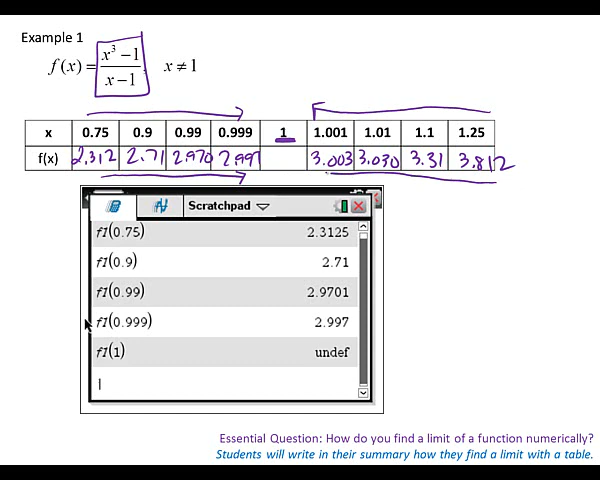 Example 1
f(x) = x³ − 1 / x − 1, x ≠ 1
x 0.75 0.9 0.99 0.999 1 1.001 1.01 1.1 1.25
f(x) 2.312 2.71 2.970 2.997 3.003 3.030 3.31 3.812
Scratchpad
f1(0.75) 2.3125
f1(0.9) 2.71
f1(0.99) 2.9701
f1(0.999) 2.997
f1(1) undef
Essential Question: How do you find a limit of a function numerically?
Students will write in their summary how they find a limit with a table.